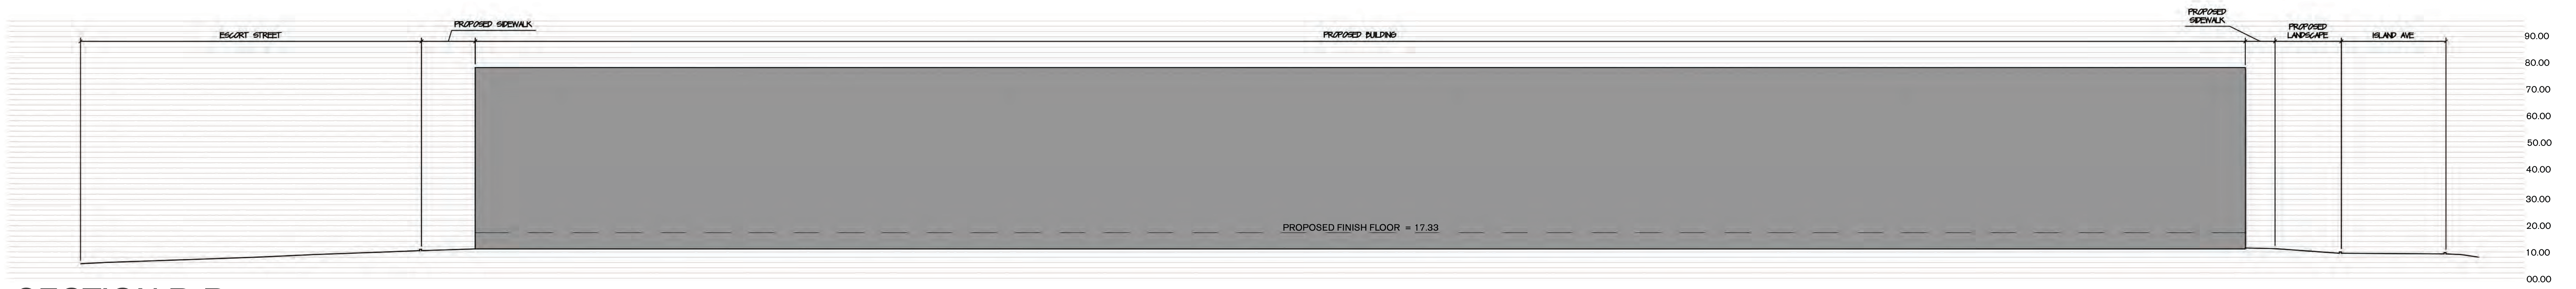 PROPOSED SIDEWALK
ESCORT STREET
PROPOSED BUILDING
PROPOSED
SIDEWALK
PROPOSED
LANDSCAPE
ISLAND AVE
90.00
80.00
70.00
60.00
50.00
40.00
30.00
20.00
10.00
00.00
PROPOSED FINISH FLOOR = 17.33